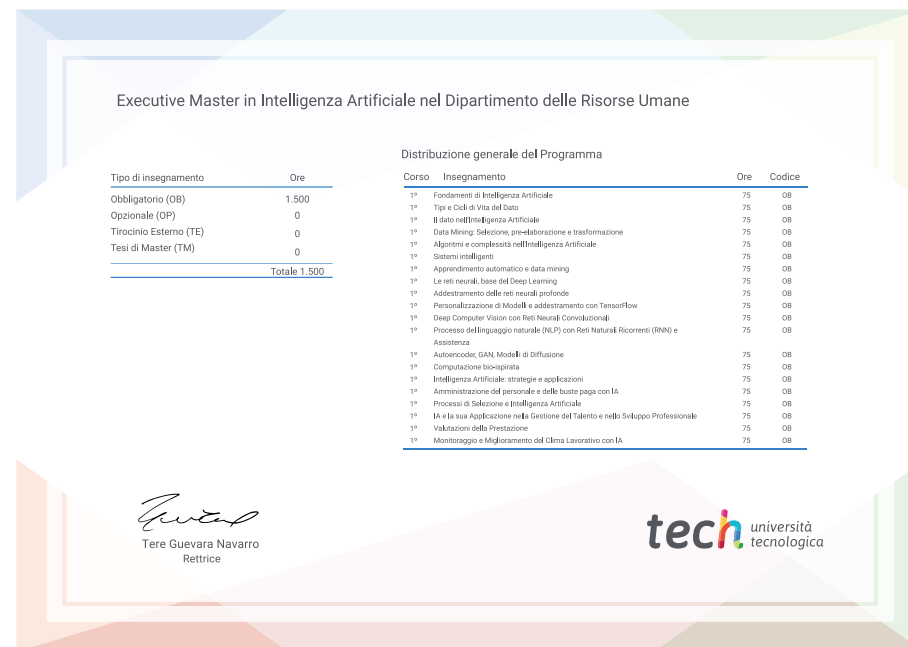 Executive Master in Intelligenza Artificiale nel Dipartimento delle Risorse Umane
Tipo di insegnamento Ore
Obbligatorio (OB) 1.500
Opzionale (OP) 0
Tirocinio Esterno (TE) 0
Tesi di Master (TM) 0
Totale 1.500
Distribuzione generale del Programma
Corso Insegnamento Ore Codice
1º Fondamenti di Intelligenza Artificiale 75 OB
1º Tipi e Cicli di Vita del Dato 75 OB
1º Il dato nell'Intelligenza Artificiale 75 OB
1º Data Mining: Selezione, pre-elaborazione e trasformazione 75 OB
1º Algoritmi e complessità nell'Intelligenza Artificiale 75 OB
1º Sistemi intelligenti 75 OB
1º Apprendimento automatico e data mining 75 OB
1º Le reti neurali, base del Deep Learning 75 OB
1º Addestramento delle reti neurali profonde 75 OB
1º Personalizzazione di Modelli e addestramento con TensorFlow 75 OB
1º Deep Computer Vision con Reti Neurali Convoluzionali 75 OB
1º Processo del linguaggio naturale (NLP) con Reti Naturali Ricorrenti (RNN) e 75 OB
Assistenza
1º Autoencoder, GAN, Modelli di Diffusione 75 OB
1º Computazione bio-ispirata 75 OB
1º Intelligenza Artificiale: strategie e applicazioni 75 OB
1º Amministrazione del personale e delle buste paga con IA 75 OB
1º Processi di Selezione e Intelligenza Artificiale 75 OB
1º IA e la sua Applicazione nella Gestione del Talento e nello Sviluppo Professionale 75 OB
1º Valutazioni della Prestazione 75 OB
1º Monitoraggio e Miglioramento del Clima Lavorativo con IA 75 OB
Tere Guevara Navarro
Rettrice
tech università
tecnologica